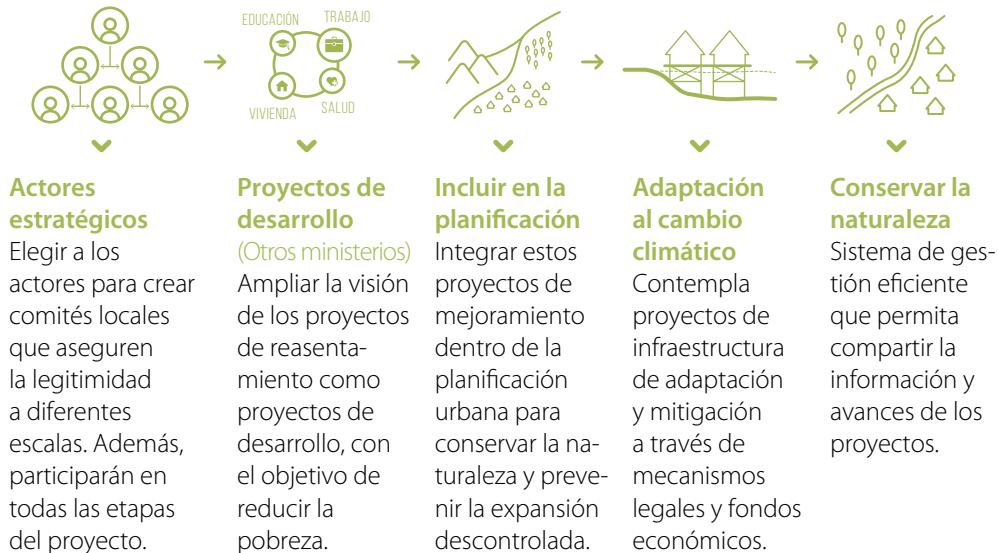 EDUCACIÓN
TRABAJO
VIVIENDA
SALUD
Actores
estratégicos
Elegir a los
actores para crear
comités locales
que aseguren
la legitimidad
a diferentes
escalas. Además,
participarán en
todas las etapas
del proyecto.
Proyectos de
desarrollo
(Otros ministerios)
Ampliar la visión
de los proyectos
de reasenta-
miento como
proyectos de
desarrollo, con
el objetivo de
reducir la
pobreza.
Incluir en la
planificación
Integrar estos
proyectos de
mejoramiento
dentro de la
planificación
urbana para
conservar la na-
turaleza y preve-
nir la expansión
descontrolada.
Adaptación
al cambio
climático
Contempla
proyectos de
infraestructura
de adaptación
y mitigación
a través de
mecanismos
legales y fondos
económicos.
Conservar la
naturaleza
Sistema de ges-
tión eficiente
que permita
compartir la
información y
avances de los
proyectos.